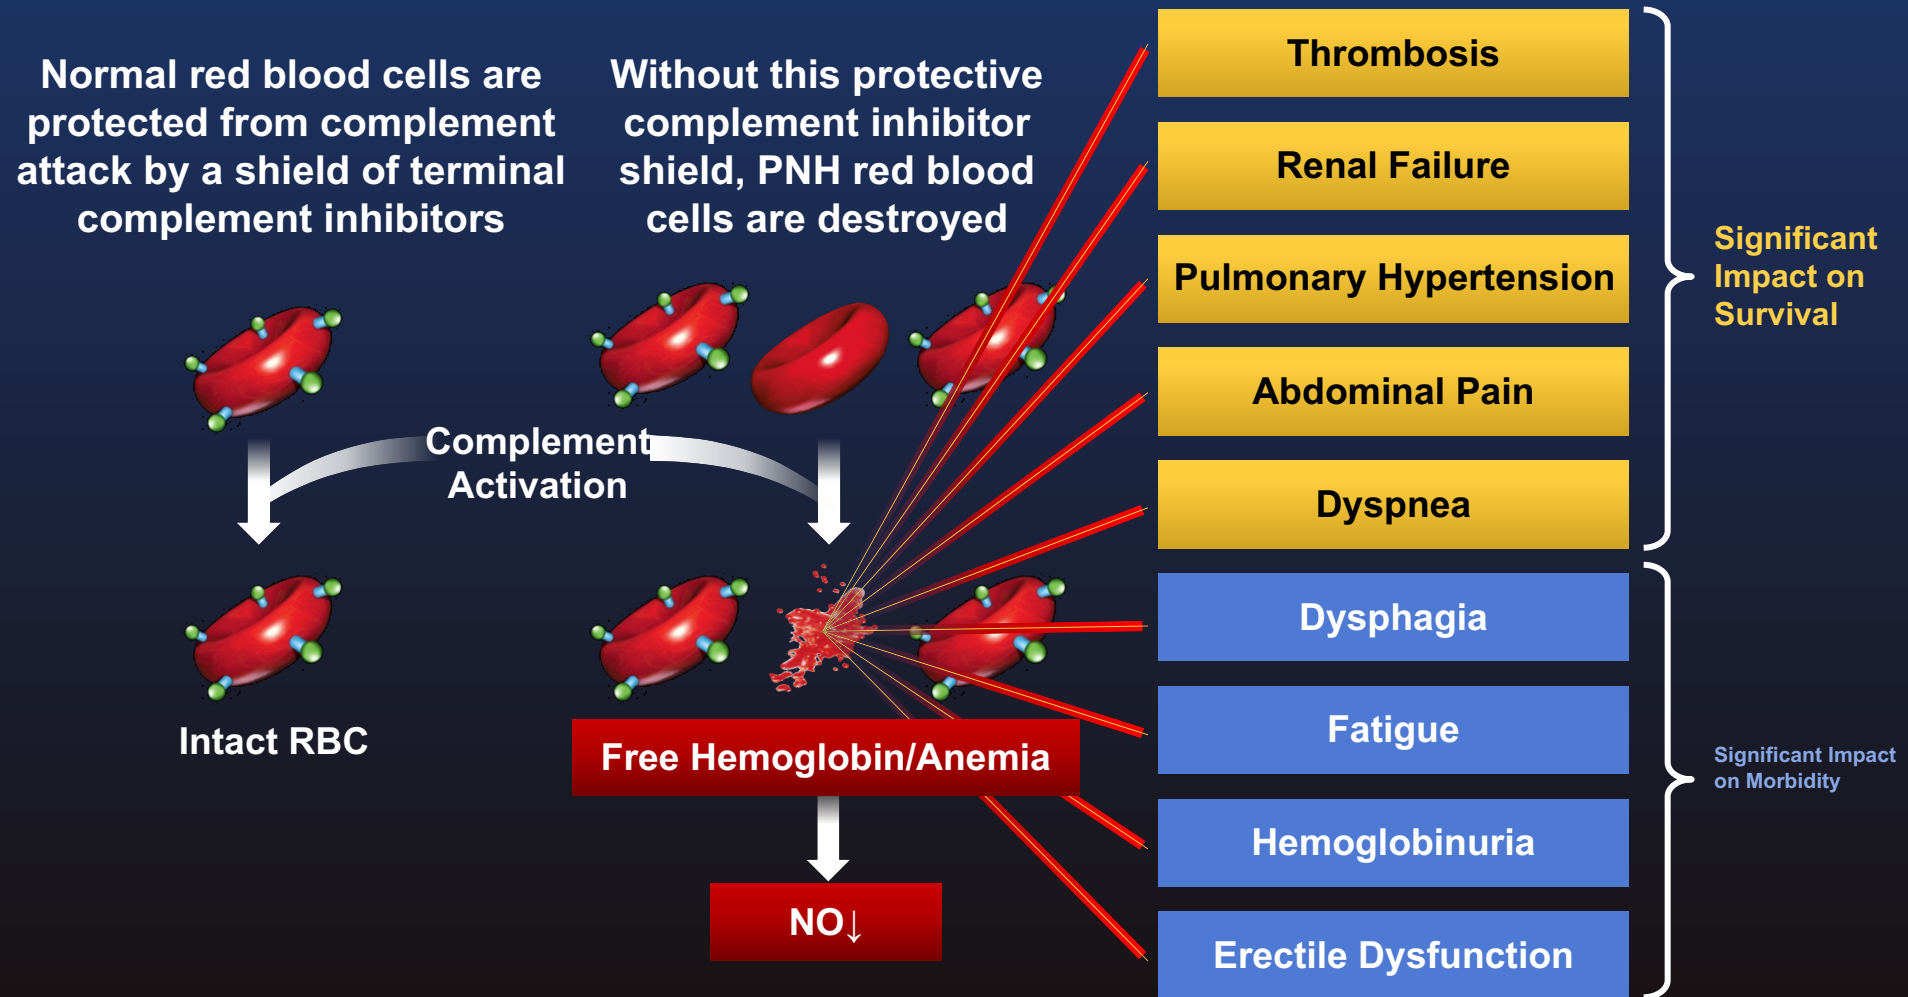 Normal red blood cells are
protected from complement
attack by a shield of terminal
complement inhibitors
Without this protective
complement inhibitor
shield, PNH red blood
cells are destroyed
Complement
Activation
Intact RBC
Free Hemoglobin/Anemia
NO↓
Thrombosis
Renal Failure
Pulmonary Hypertension
Abdominal Pain
Dyspnea
Dysphagia
Fatigue
Hemoglobinuria
Erectile Dysfunction
Significant
Impact on
Survival
Significant Impact
on Morbidity